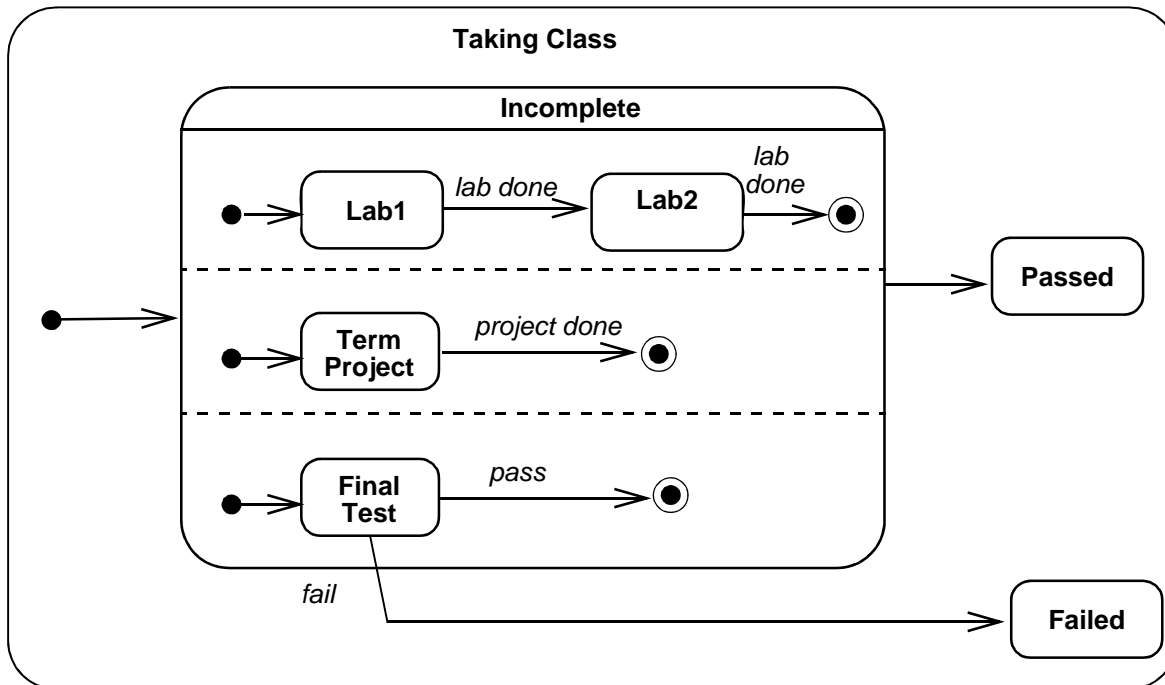 Taking Class
Incomplete
Lab1
lab done
Lab2
lab
done
Passed
Term
Project
project done
Final
Test
pass
fail
Failed